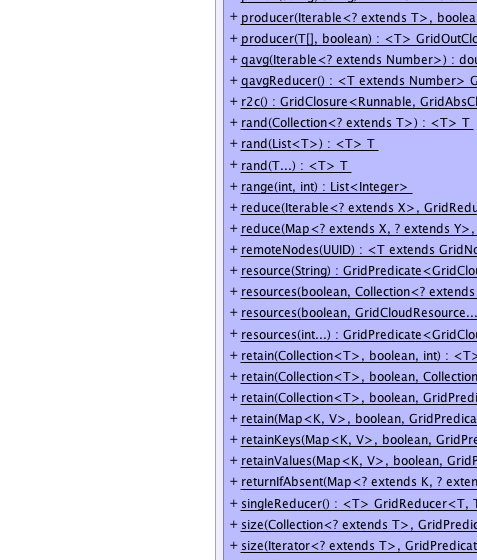 + producer(Iterable<? extends T>, boolea
+ producer(T[], boolean) : <T> GridOutClo
+ qavg(Iterable<? extends Number>) : dou
+ qavgReducer() : <T extends Number> G
+ r2c() : GridClosure<Runnable, GridAbsCl
+ rand(Collection<? extends T>) : <T> T
+ rand(List<T>) : <T> T
+ rand(T...) : <T> T
+ range(int, int) : List<Integer>
+ reduce(Iterable<? extends X>, GridRedu
+ reduce(Map<? extends X, ? extends Y>,
+ remoteNodes(UUID) : <T extends GridNo
+ resource(String) : GridPredicate<GridClou
+ resources(boolean, Collection<? extends
+ resources(boolean, GridCloudResource...
+ resources(int...) : GridPredicate<GridClou
+ retain(Collection<T>, boolean, int) : <T>
+ retain(Collection<T>, boolean, Collection
+ retain(Collection<T>, boolean, GridPredi
+ retain(Map<K, V>, boolean, GridPredica
+ retainKeys(Map<K, V>, boolean, GridPre
+ retainValues(Map<K, V>, boolean, GridP
+ returnIfAbsent(Map<? extends K, ? exten
+ singleReducer() : <T> GridReducer<T, T
+ size(Collection<? extends T>, GridPredic
+ size(Iterator<? extends T>, GridPredicat